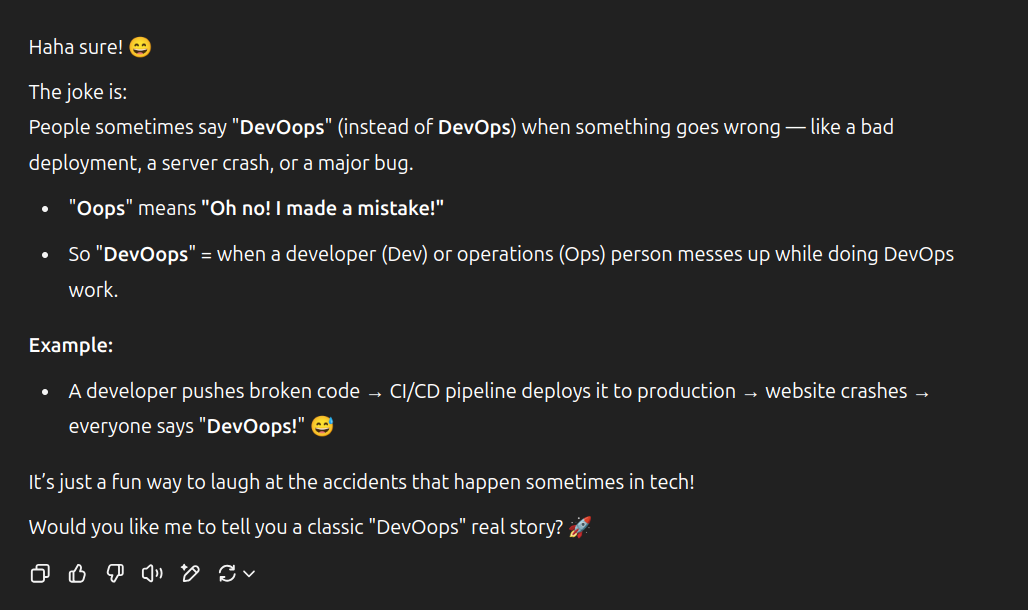 Haha sure! 😄
The joke is:
People sometimes say "DevOops" (instead of DevOps) when something goes wrong — like a bad
deployment, a server crash, or a major bug.
• "Oops" means "Oh no! I made a mistake!"
• So "DevOops" = when a developer (Dev) or operations (Ops) person messes up while doing DevOps
work.
Example:
• A developer pushes broken code → CI/CD pipeline deploys it to production → website crashes →
everyone says "DevOops!" 😅
It’s just a fun way to laugh at the accidents that happen sometimes in tech!
Would you like me to tell you a classic "DevOops" real story? 🚀